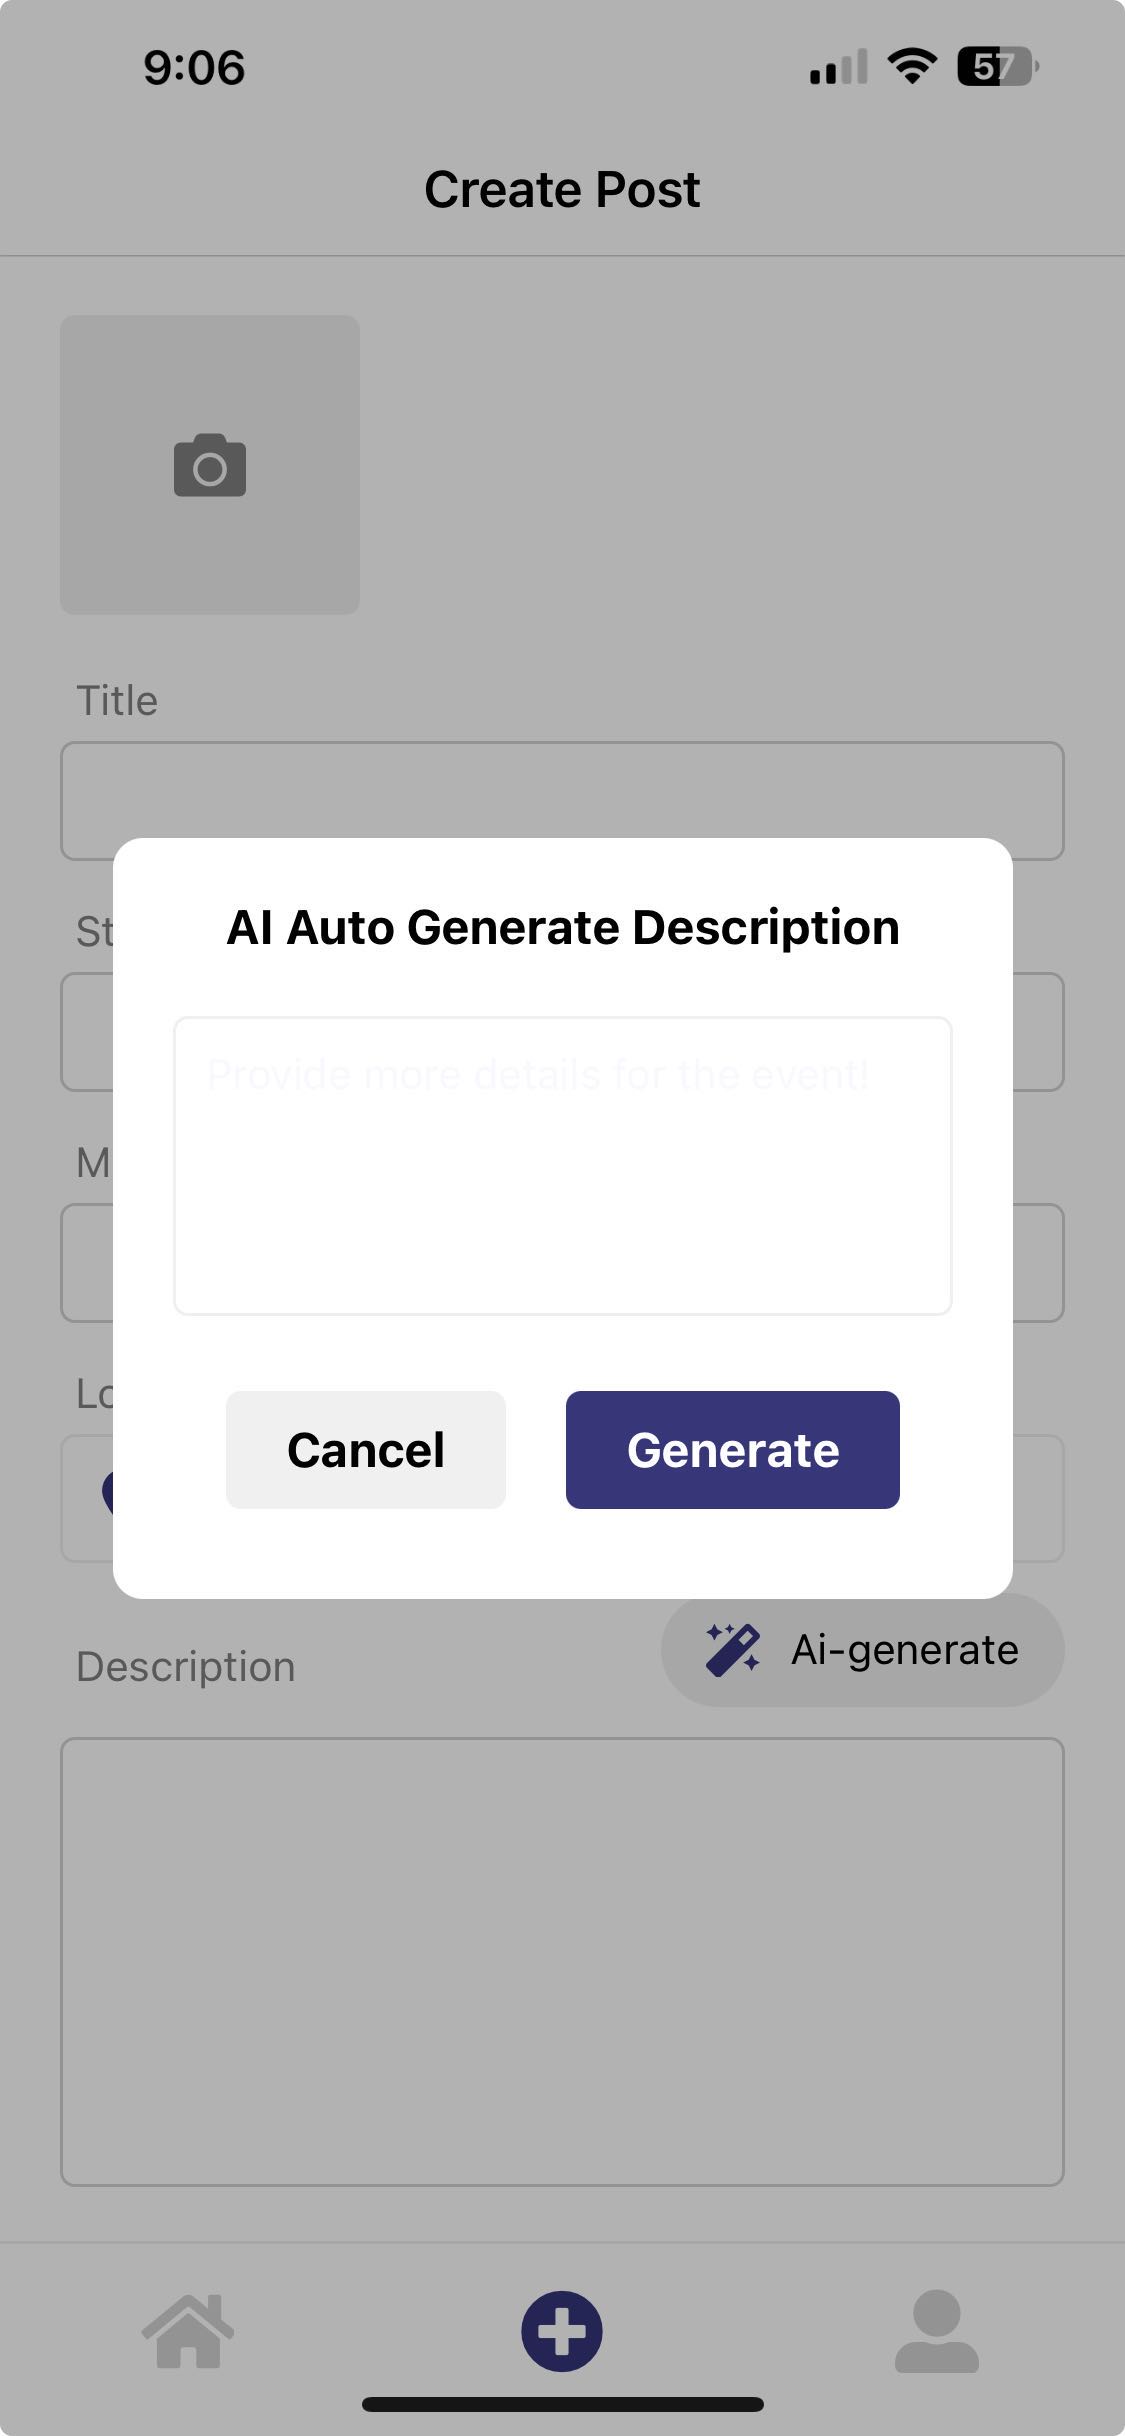 9:06
57
Create Post
Title
St
AI Auto Generate Description
Provide more details for the event!
M
Lo
Cancel
Generate
Description
Ai-generate